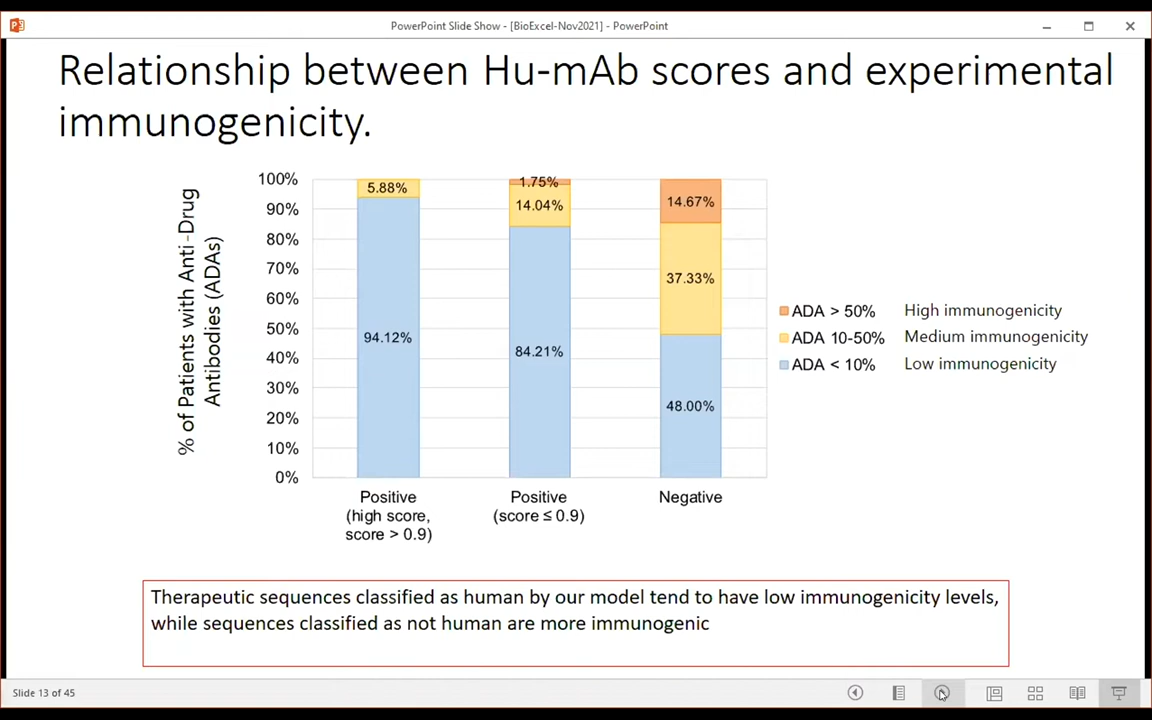 PowerPoint Slide Show - [BioExcel-Nov2021] - PowerPoint
Relationship between Hu-mAb scores and experimental
immunogenicity.
% of Patients with Anti-Drug
Antibodies (ADAs)
100%
90%
80%
70%
60%
50%
40%
30%
20%
10%
0%
5.88%
94.12%
1.75%
14.04%
84.21%
14.67%
37.33%
48.00%
Positive
(high score,
score > 0.9)
Positive
(score ≤ 0.9)
Negative
ADA > 50% High immunogenicity
ADA 10-50% Medium immunogenicity
ADA < 10% Low immunogenicity
Therapeutic sequences classified as human by our model tend to have low immunogenicity levels,
while sequences classified as not human are more immunogenic
Slide 13 of 45